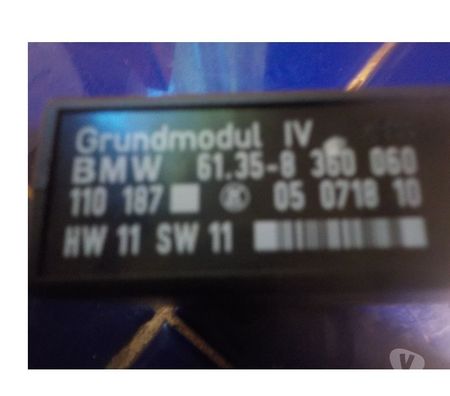 Grundmodul IV
BMW 61.35-8 360 060
110 187 05 0718 10
HW 11 SW 11
V